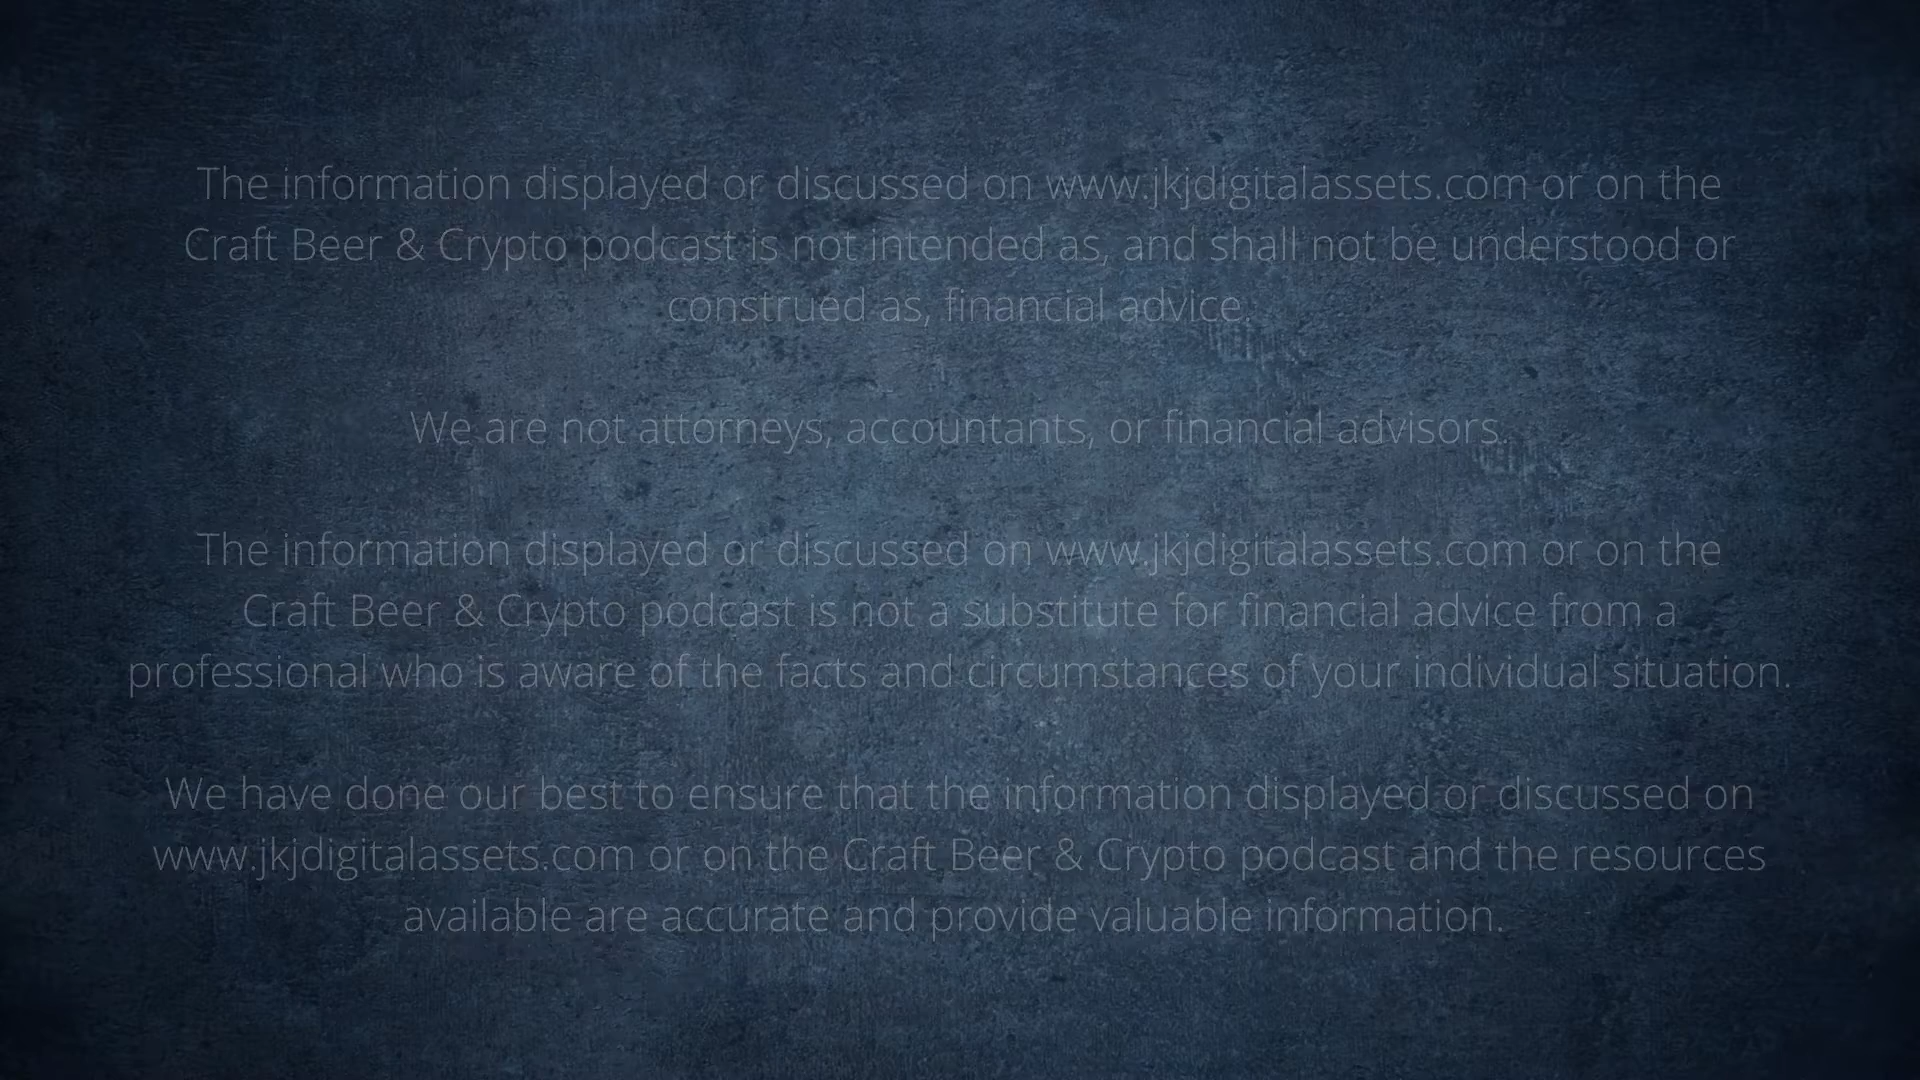 The information displayed or discussed on www.jkjdigitalassets.com or on the
Craft Beer & Crypto podcast is not intended as, and shall not be understood or
construed as, financial advice.
We are not attorneys, accountants, or financial advisors.
The information displayed or discussed on www.jkjdigitalassets.com or on the
Craft Beer & Crypto podcast is not a substitute for financial advice from a
professional who is aware of the facts and circumstances of your individual situation.
We have done our best to ensure that the information displayed or discussed on
www.jkjdigitalassets.com or on the Craft Beer & Crypto podcast and the resources
available are accurate and provide valuable information.